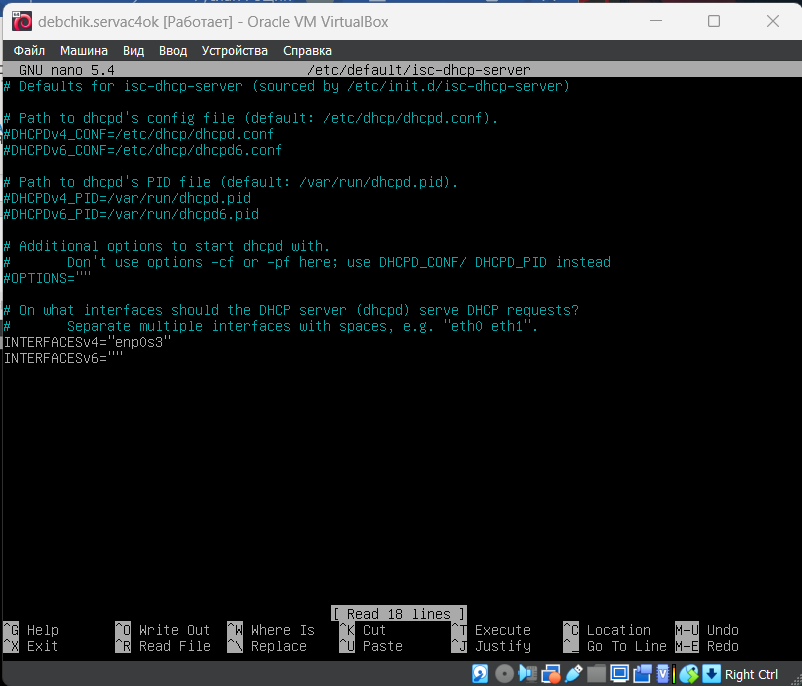 debchik.servac4ok [Работает] - Oracle VM VirtualBox
Файл Машина Вид Ввод Устройства Справка
GNU nano 5.4 /etc/default/isc-dhcp-server
# Defaults for isc-dhcp-server (sourced by /etc/init.d/isc-dhcp-server)
# Path to dhcpd's config file (default: /etc/dhcp/dhcpd.conf).
#DHCPDv4_CONF=/etc/dhcp/dhcpd.conf
#DHCPDv6_CONF=/etc/dhcp/dhcpd6.conf
# Path to dhcpd's PID file (default: /var/run/dhcpd.pid).
#DHCPDv4_PID=/var/run/dhcpd.pid
#DHCPDv6_PID=/var/run/dhcpd6.pid
# Additional options to start dhcpd with.
#       Don't use options -cf or -pf here; use DHCPD_CONF/ DHCPD_PID instead
#OPTIONS=""
# On what interfaces should the DHCP server (dhcpd) serve DHCP requests?
#       Separate multiple interfaces with spaces, e.g. "eth0 eth1".
INTERFACESv4="enp0s3"
INTERFACESv6=""
[ Read 18 lines ]
^G Help ^O Write Out ^W Where Is ^K Cut ^T Execute ^C Location M-U Undo
^X Exit ^R Read File ^\ Replace ^U Paste ^J Justify ^_ Go To Line M-E Redo
Right Ctrl